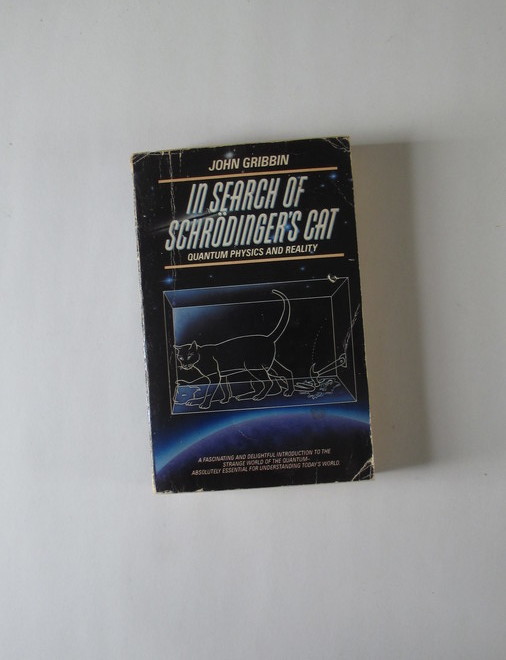 JOHN GRIBBIN
IN SEARCH OF
SCHRÖDINGER'S CAT
QUANTUM PHYSICS AND REALITY
A FASCINATING AND DELIGHTFUL INTRODUCTION TO THE
STRANGE WORLD OF THE QUANTUM–
ABSOLUTELY ESSENTIAL FOR UNDERSTANDING TODAY'S WORLD.